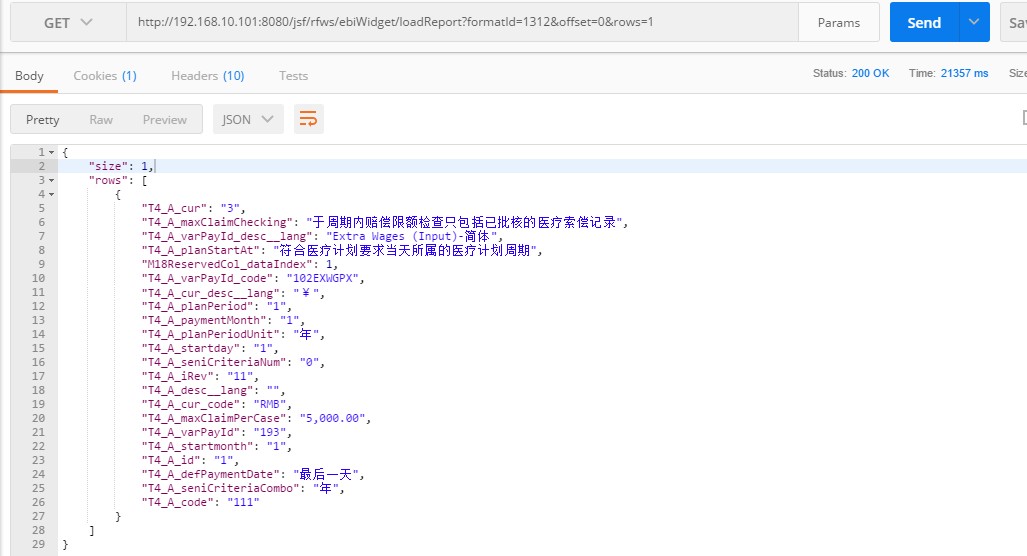 GET http://192.168.10.101:8080/jsf/rfws/ebiWidget/loadReport?formatId=1312&offset=0&rows=1 Params Send Sav
Body Cookies (1) Headers (10) Tests Status: 200 OK Time: 21357 ms Size
Pretty Raw Preview JSON
1 {
2 "size": 1,
3 "rows": [
4 {
5 "T4_A_cur": "3",
6 "T4_A_maxClaimChecking": "于周期内赔偿限额检查只包括已批核的医疗索偿记录",
7 "T4_A_varPayId_desc__lang": "Extra Wages (Input)-简体",
8 "T4_A_planStartAt": "符合医疗计划要求当天所属的医疗计划周期",
9 "M18ReservedCol_dataIndex": 1,
10 "T4_A_varPayId_code": "102EXWGPX",
11 "T4_A_cur_desc__lang": "¥",
12 "T4_A_planPeriod": "1",
13 "T4_A_paymentMonth": "1",
14 "T4_A_planPeriodUnit": "年",
15 "T4_A_startday": "1",
16 "T4_A_seniCriteriaNum": "0",
17 "T4_A_iRev": "11",
18 "T4_A_desc__lang": "",
19 "T4_A_cur_code": "RMB",
20 "T4_A_maxClaimPerCase": "5,000.00",
21 "T4_A_varPayId": "193",
22 "T4_A_startmonth": "1",
23 "T4_A_id": "1",
24 "T4_A_defPaymentDate": "最后一天",
25 "T4_A_seniCriteriaCombo": "年",
26 "T4_A_code": "111"
27 }
28 ]
29 }